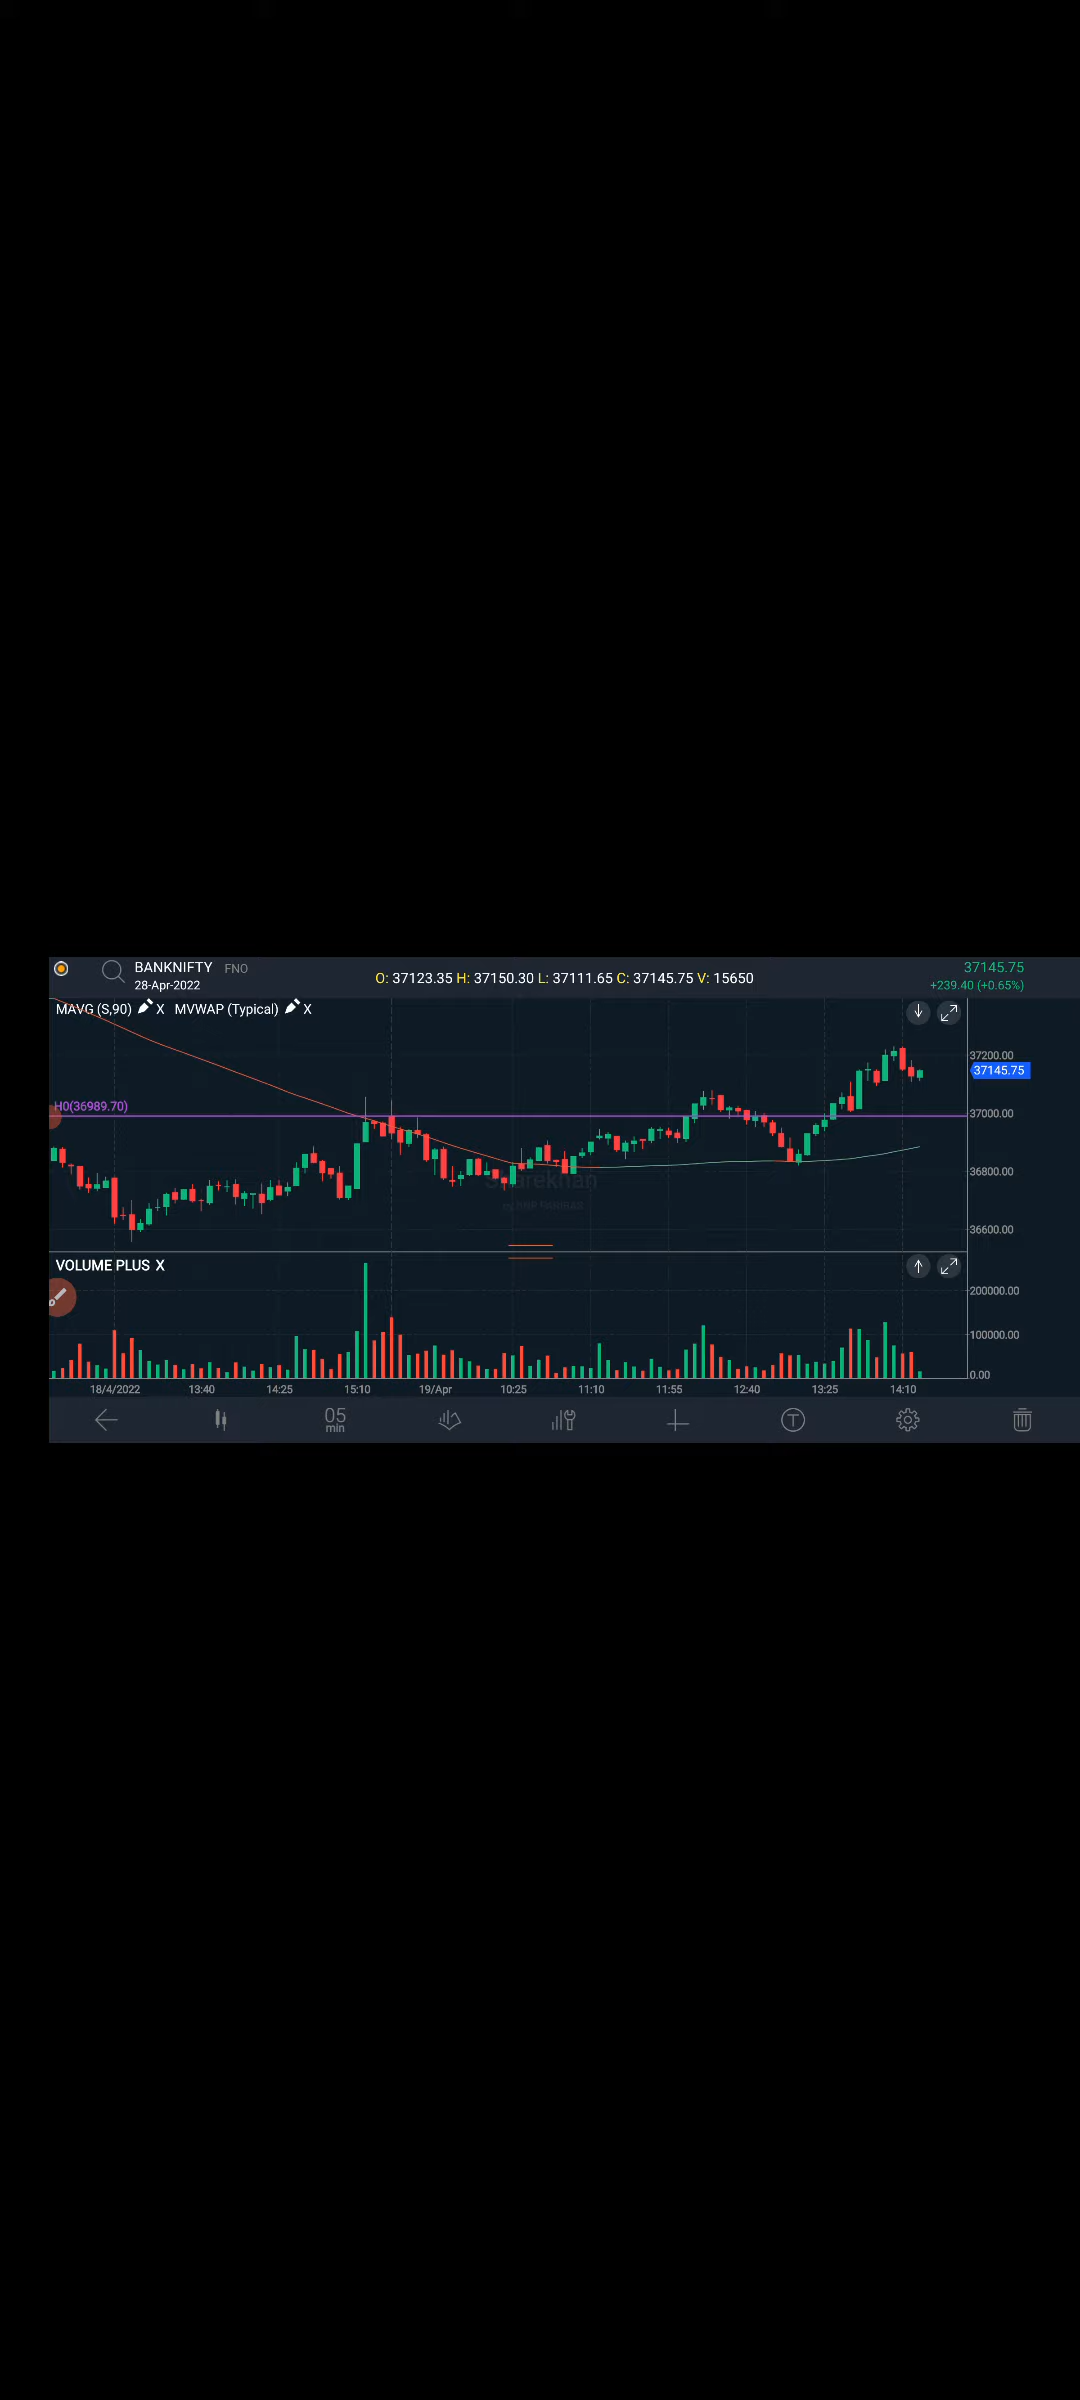 BANKNIFTY FNO
28-Apr-2022
O: 37123.35 H: 37150.30 L: 37111.65 C: 37145.75 V: 15650
37145.75
+239.40 (+0.65%)
MAVG (S,90) X MVWAP (Typical) X
37200.00
37145.75
H0(36989.70)
37000.00
36800.00
Sharekhan
36600.00
VOLUME PLUS X
200000.00
100000.00
0.00
18/4/2022 13:40 14:25 15:10 19/Apr 10:25 11:10 11:55 12:40 13:25 14:10
05
min
T